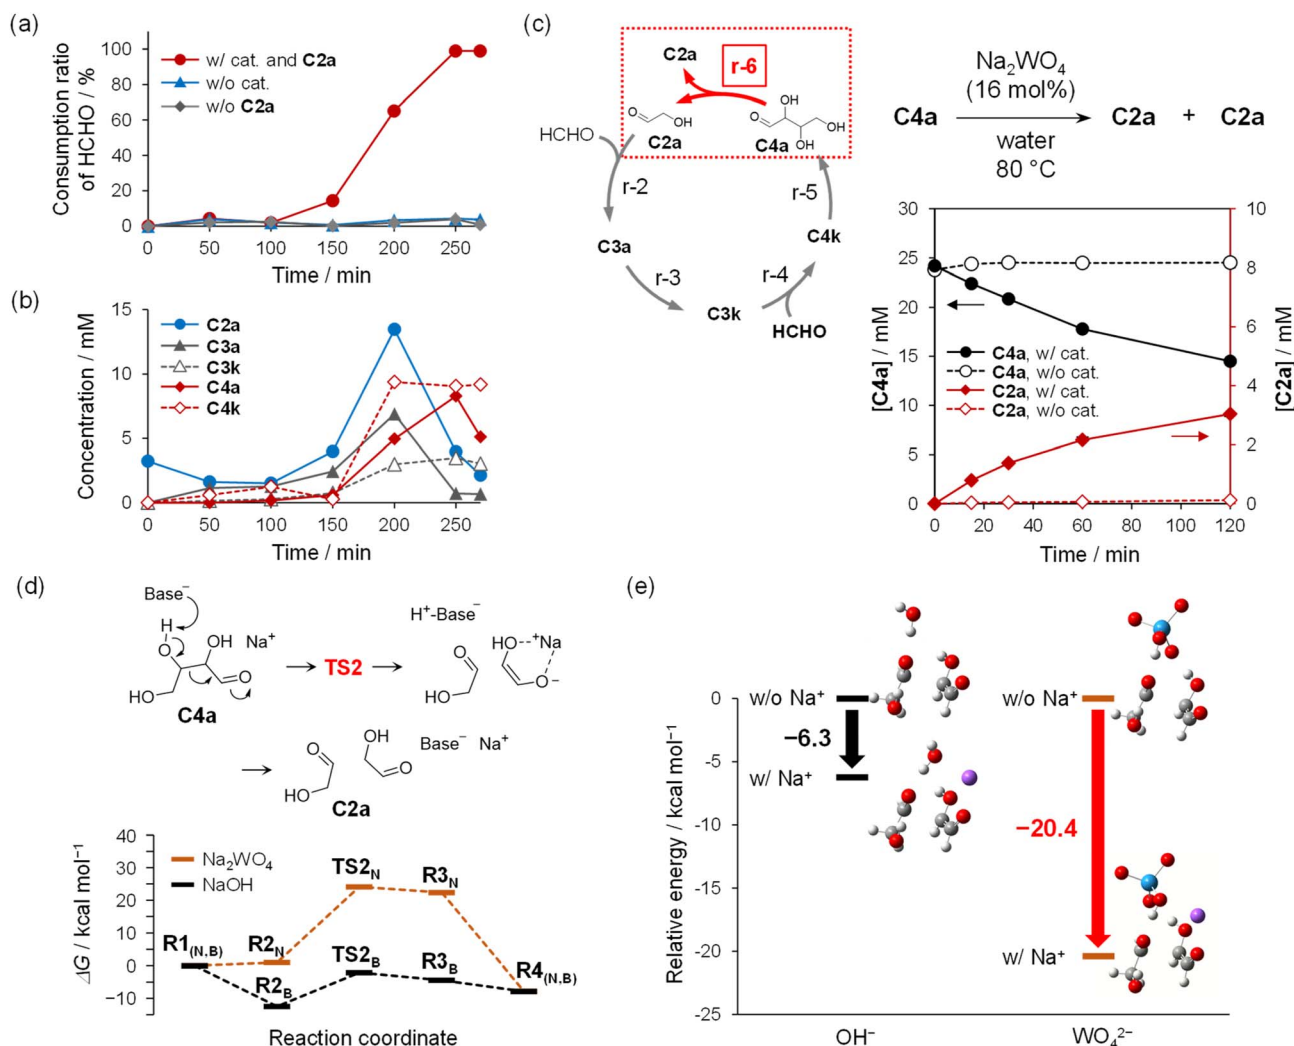 (a)
Consumption ratio
of HCHO / %
100
80
60
40
20
0
w/ cat. and C2a
w/o cat.
w/o C2a
0 50 100 150 200 250
Time / min
(b)
Concentration / mM
15
10
5
0
C2a
C3a
C3k
C4a
C4k
0 50 100 150 200 250
Time / min
(c)
C2a
r-6
HCHO
O
OH
C2a
O
OH
OH
OH
C4a
r-2
r-5
C3a
C4k
r-3
r-4
C3k
HCHO
Na₂WO₄
(16 mol%)
C4a
C2a + C2a
water
80 °C
[C4a] / mM
30
25
20
15
10
5
0
C4a, w/ cat.
C4a, w/o cat.
C2a, w/ cat.
C2a, w/o cat.
10
8
6
4
2
0
[C2a] / mM
0 20 40 60 80 100 120
Time / min
(d)
Base⁻
H
O
OH
Na⁺
HO
O
C4a
TS2
H⁺-Base⁻
O
HO
HO
⁺Na
O⁻
O
HO
OH
O
Base⁻ Na⁺
C2a
ΔG / kcal mol⁻¹
40
30
20
10
0
−10
Na₂WO₄
NaOH
R1(N,B)
R2N
TS2N
R3N
R2B
TS2B
R3B
R4(N,B)
Reaction coordinate
(e)
Relative energy / kcal mol⁻¹
0
-5
-10
-15
-20
-25
w/o Na⁺
−6.3
w/ Na⁺
w/o Na⁺
−20.4
w/ Na⁺
OH⁻
WO₄²⁻